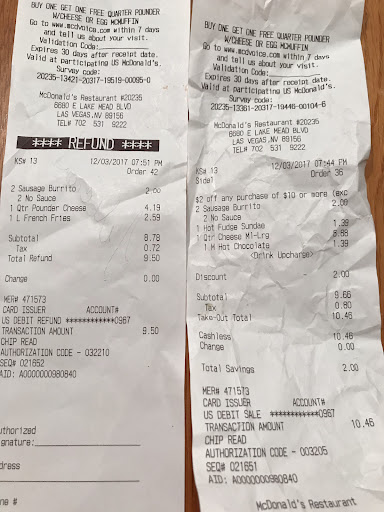 BUY ONE GET ONE FREE QUARTER POUNDER
W/CHEESE OR EGG MCMUFFIN
Go to www.mcdvoice.com within 7 days
and tell us about your visit.
Validation Code:
Expires 30 days after receipt date.
Valid at participating US McDonald's.
Survey code:
20235-13421-20317-19519-00095-0
McDonald's Restaurant #20235
6680 E LAKE MEAD BLVD
LAS VEGAS,NV 89156
TEL# 702 531 9222
**** REFUND ****
KS# 13 12/03/2017 07:51 PM
Order 42
2 Sausage Burrito 2.00
2 No Sauce
1 Qtr Pounder Cheese 4.19
1 L French Fries 2.59
Subtotal 8.78
Tax 0.72
Total Refund 9.50
Change 0.00
MER# 471573
CARD ISSUER ACCOUNT#
US DEBIT REFUND ************0967
TRANSACTION AMOUNT 9.50
CHIP READ
AUTHORIZATION CODE - 032210
SEQ# 021652
AID: A0000000980840
BUY ONE GET ONE FREE QUARTER POUNDER
W/CHEESE OR EGG MCMUFFIN
Go to www.mcdvoice.com within 7 days
and tell us about your visit.
Validation Code:
Expires 30 days after receipt date.
Valid at participating US McDonald's.
Survey code:
20235-13361-20317-19446-00104-6
McDonald's Restaurant #20235
6680 E LAKE MEAD BLVD
LAS VEGAS,NV 89156
TEL# 702 531 9222
KS# 13 12/03/2017 07:44 PM
Side1 Order 36
$2 off any purchase of $10 or more (exc
2 Sausage Burrito 2.00
2 No Sauce
1 Hot Fudge Sundae 1.39
1 Qtr Cheese Ml-Lrg 6.88
1 M Hot Chocolate 1.39
<Drink Upcharge>
Discount 2.00
Subtotal 9.66
Tax 0.80
Take-Out Total 10.46
Cashless 10.46
Change 0.00
Total Savings 2.00
MER# 471573
CARD ISSUER ACCOUNT#
US DEBIT SALE ************0967
TRANSACTION AMOUNT 10.46
CHIP READ
AUTHORIZATION CODE - 003205
SEQ# 021651
AID: A0000000980840
McDonald's Restaurant